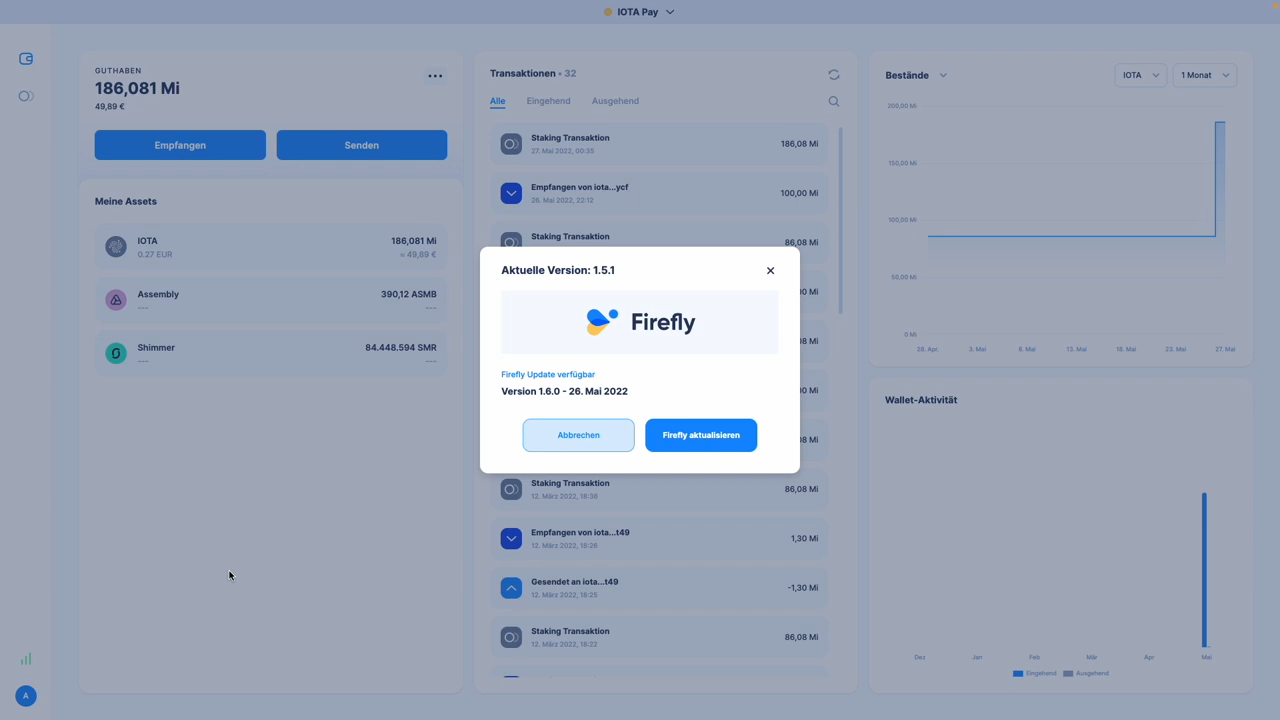 IOTA Pay
GUTHABEN
186,081 Mi
49,89 €
Empfangen
Senden
Meine Assets
IOTA
186,081 Mi
0.27 EUR
≈ 49,89 €
Assembly
390,12 ASMB
----
----
Shimmer
84.448.594 SMR
----
----
Transaktionen • 32
Alle
Eingehend
Ausgehend
Staking Transaktion
186,08 Mi
27. Mai 2022, 00:35
Empfangen von iota...ycf
100,00 Mi
26. Mai 2022, 22:12
Staking Transaktion
86,08 Mi
Aktuelle Version: 1.5.1
Firefly
Firefly Update verfügbar
Version 1.6.0 - 26. Mai 2022
Abbrechen
Firefly aktualisieren
Staking Transaktion
86,08 Mi
12. März 2022, 18:38
Empfangen von iota...t49
1,30 Mi
12. März 2022, 18:26
Gesendet an iota...t49
-1,30 Mi
12. März 2022, 18:25
Staking Transaktion
86,08 Mi
12. März 2022, 18:22
Bestände
IOTA
1 Monat
200,00 Mi
150,00 Mi
100,00 Mi
50,00 Mi
0 Mi
28. Apr.
3. Mai
8. Mai
13. Mai
18. Mai
23. Mai
27. Mai
Wallet-Aktivität
Dez
Jan
Feb
Mär
Apr
Mai
Eingehend
Ausgehend
A